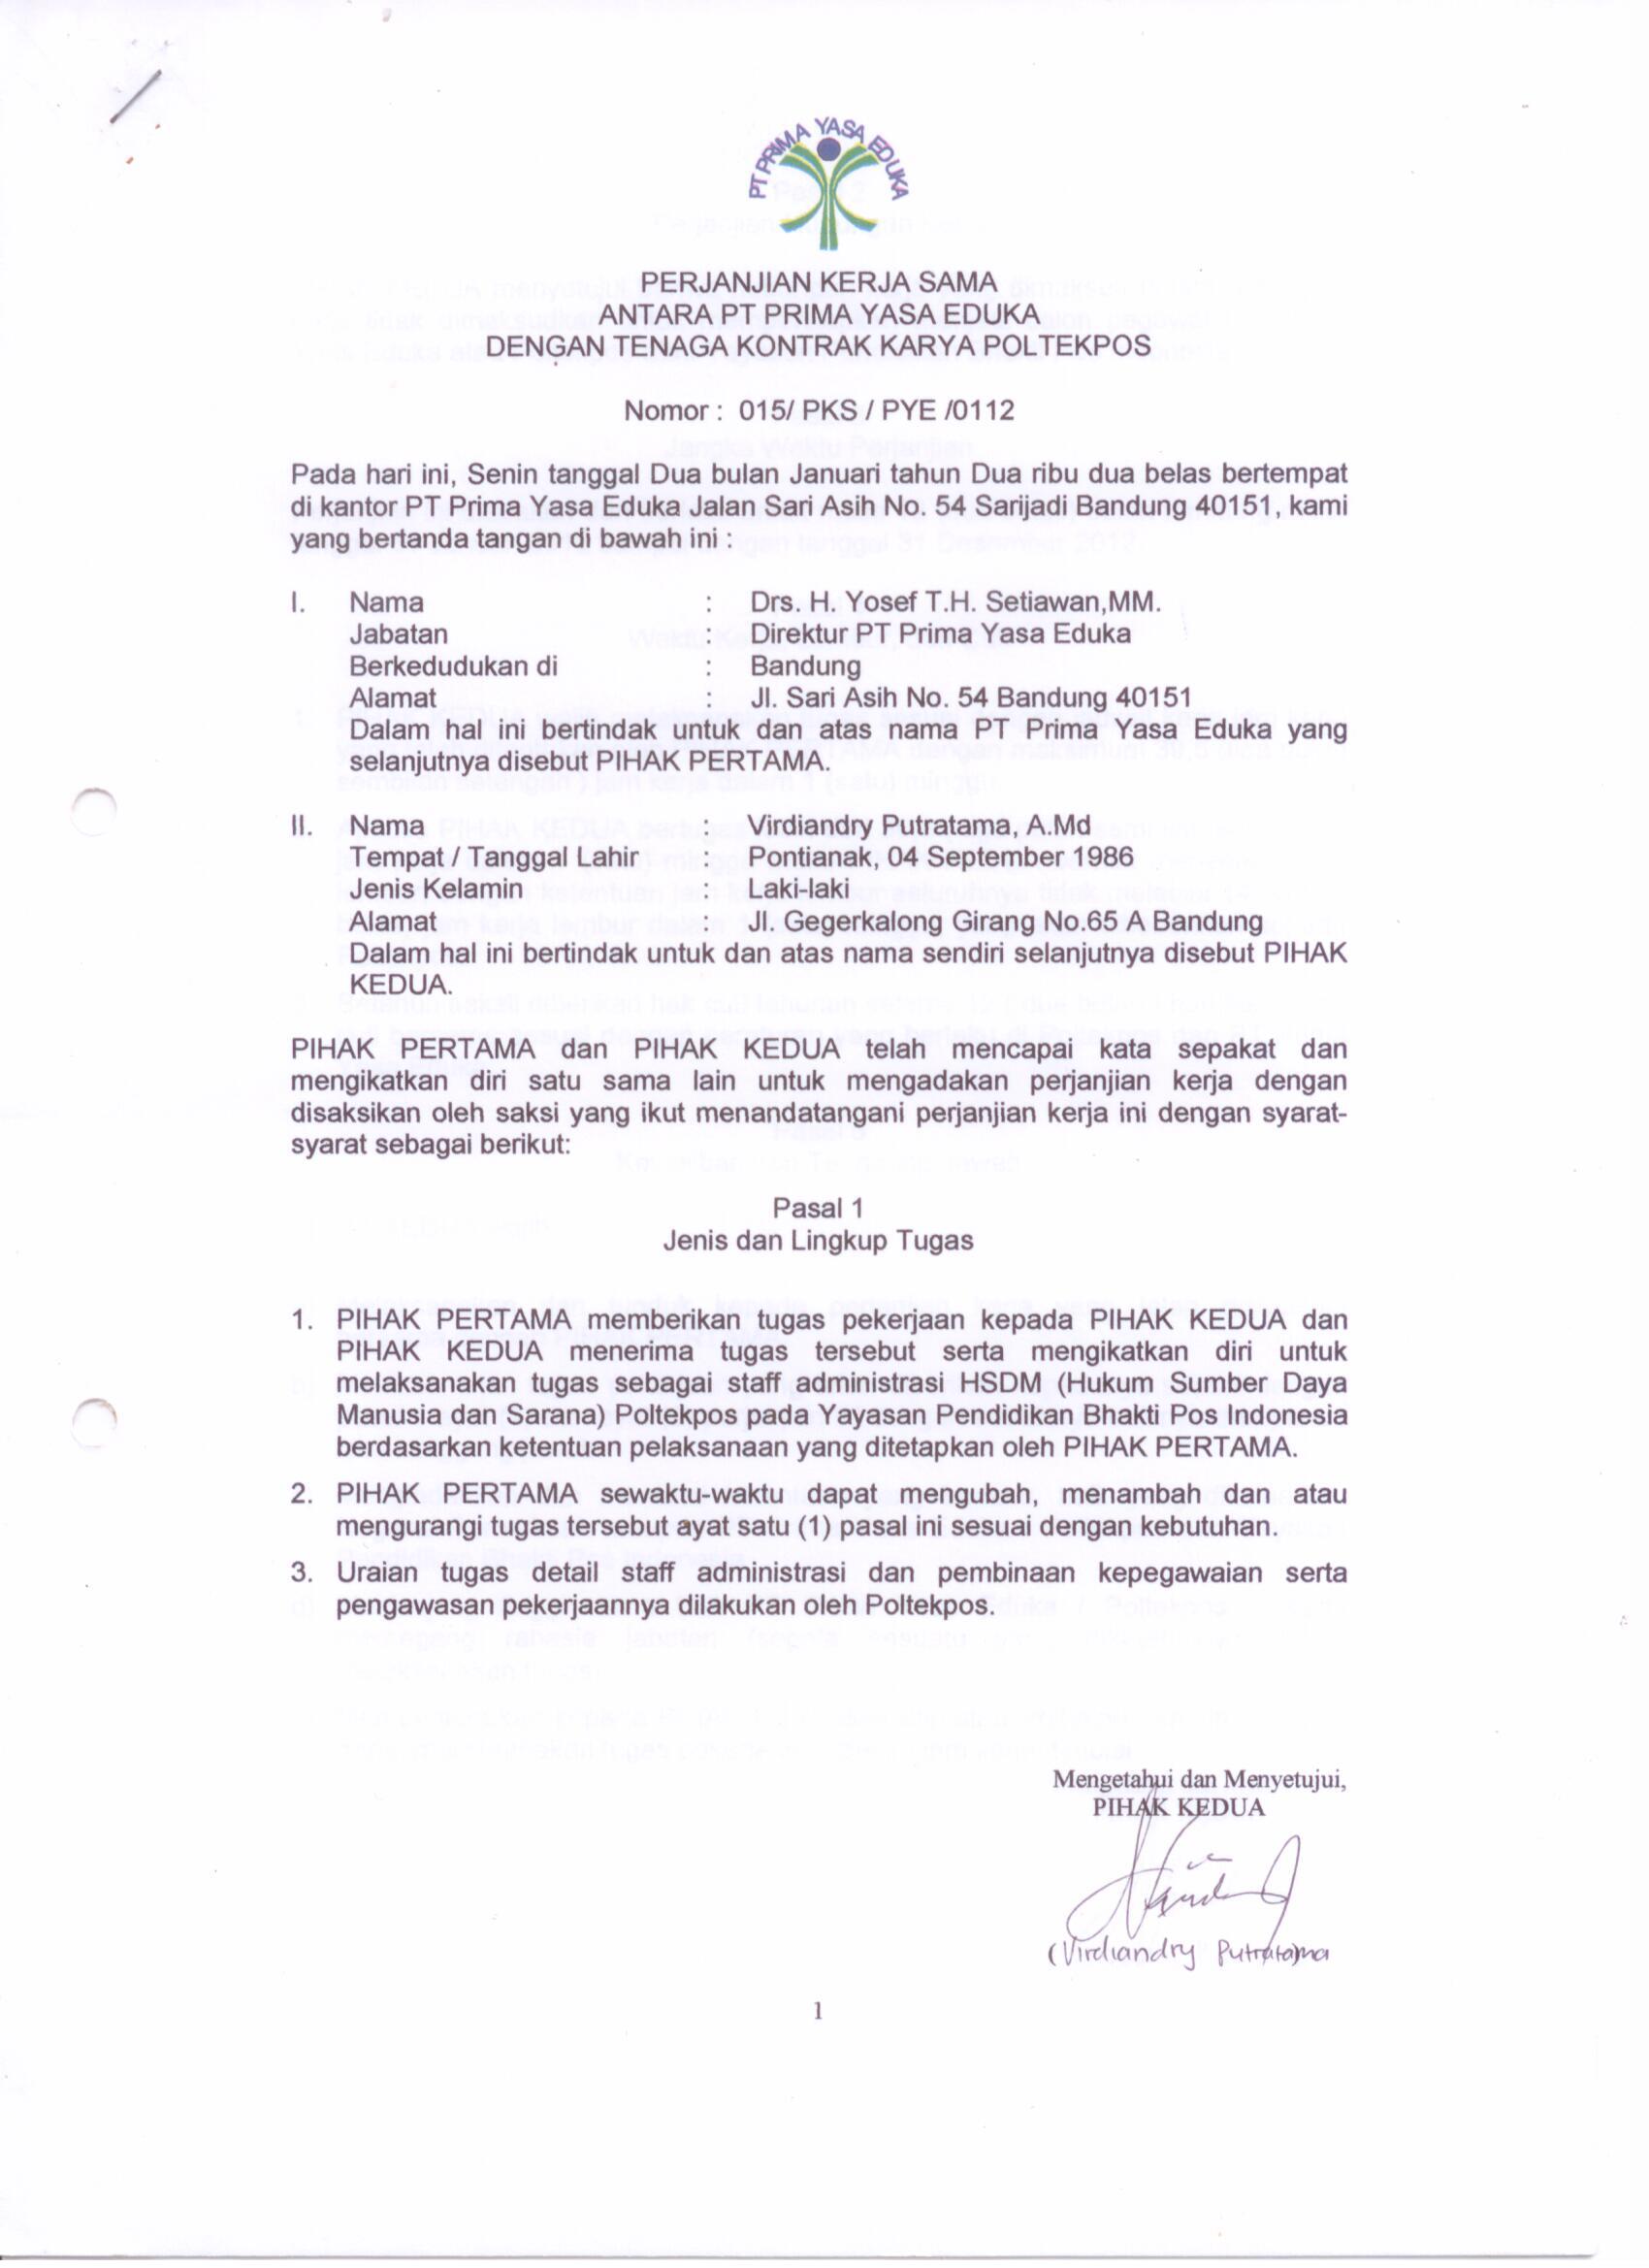 PT PRIMA YASA EDUKA
PERJANJIAN KERJA SAMA
ANTARA PT PRIMA YASA EDUKA
DENGAN TENAGA KONTRAK KARYA POLTEKPOS
Nomor : 015/ PKS / PYE /0112
Pada hari ini, Senin tanggal Dua bulan Januari tahun Dua ribu dua belas bertempat
di kantor PT Prima Yasa Eduka Jalan Sari Asih No. 54 Sarijadi Bandung 40151, kami
yang bertanda tangan di bawah ini :
I. Nama : Drs. H. Yosef T.H. Setiawan,MM.
Jabatan : Direktur PT Prima Yasa Eduka
Berkedudukan di : Bandung
Alamat : Jl. Sari Asih No. 54 Bandung 40151
Dalam hal ini bertindak untuk dan atas nama PT Prima Yasa Eduka yang
selanjutnya disebut PIHAK PERTAMA.
II. Nama : Virdiandry Putratama, A.Md
Tempat / Tanggal Lahir : Pontianak, 04 September 1986
Jenis Kelamin : Laki-laki
Alamat : Jl. Gegerkalong Girang No.65 A Bandung
Dalam hal ini bertindak untuk dan atas nama sendiri selanjutnya disebut PIHAK
KEDUA.
PIHAK PERTAMA dan PIHAK KEDUA telah mencapai kata sepakat dan
mengikatkan diri satu sama lain untuk mengadakan perjanjian kerja dengan
disaksikan oleh saksi yang ikut menandatangani perjanjian kerja ini dengan syarat-
syarat sebagai berikut:
Pasal 1
Jenis dan Lingkup Tugas
1. PIHAK PERTAMA memberikan tugas pekerjaan kepada PIHAK KEDUA dan
PIHAK KEDUA menerima tugas tersebut serta mengikatkan diri untuk
melaksanakan tugas sebagai staff administrasi HSDM (Hukum Sumber Daya
Manusia dan Sarana) Poltekpos pada Yayasan Pendidikan Bhakti Pos Indonesia
berdasarkan ketentuan pelaksanaan yang ditetapkan oleh PIHAK PERTAMA.
2. PIHAK PERTAMA sewaktu-waktu dapat mengubah, menambah dan atau
mengurangi tugas tersebut ayat satu (1) pasal ini sesuai dengan kebutuhan.
3. Uraian tugas detail staff administrasi dan pembinaan kepegawaian serta
pengawasan pekerjaannya dilakukan oleh Poltekpos.
Mengetahui dan Menyetujui,
PIHAK KEDUA
(Virdiandry Putratama)
1